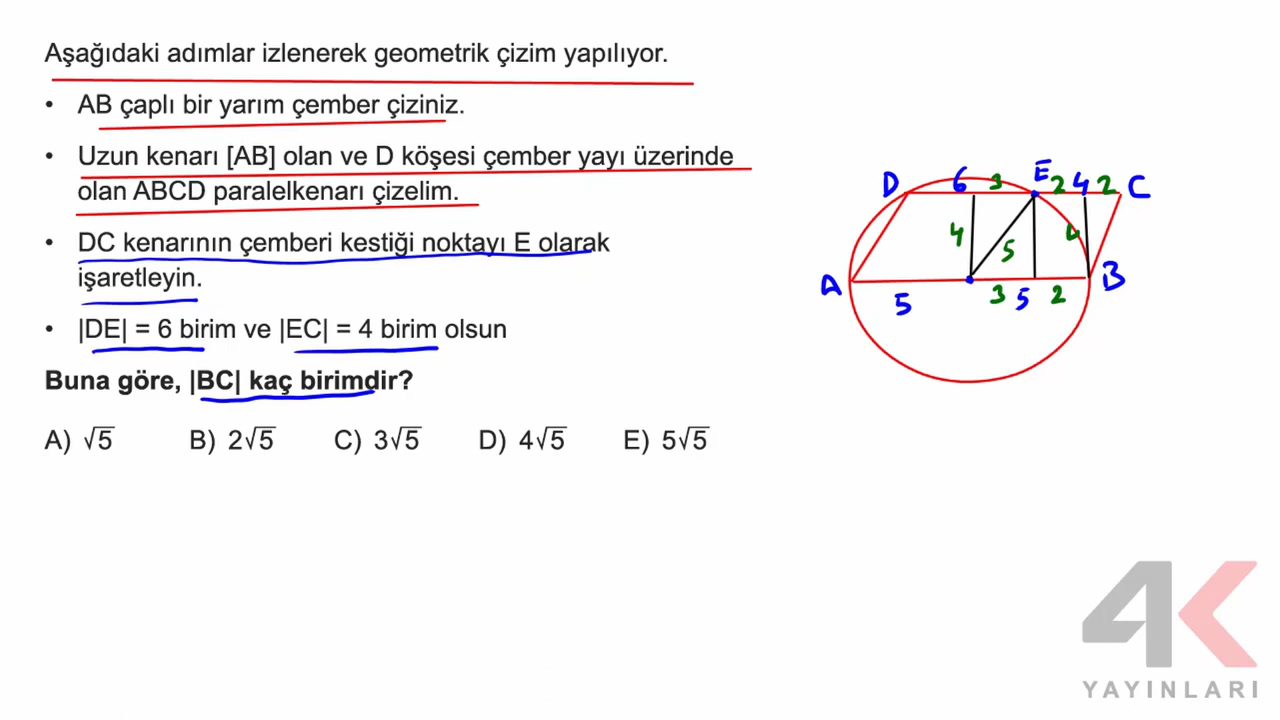 Aşağıdaki adımlar izlenerek geometrik çizim yapılıyor.
• AB çaplı bir yarım çember çiziniz.
• Uzun kenarı [AB] olan ve D köşesi çember yayı üzerinde
olan ABCD paralelkenarı çizelim.
• DC kenarının çemberi kestiği noktayı E olarak
işaretleyin.
• |DE| = 6 birim ve |EC| = 4 birim olsun
Buna göre, |BC| kaç birimdir?
A) √5 B) 2√5 C) 3√5 D) 4√5 E) 5√5
D 6 3 E 2 4 2 C
4 5
A 5 3 5 2 B
4K
YAYINLARI